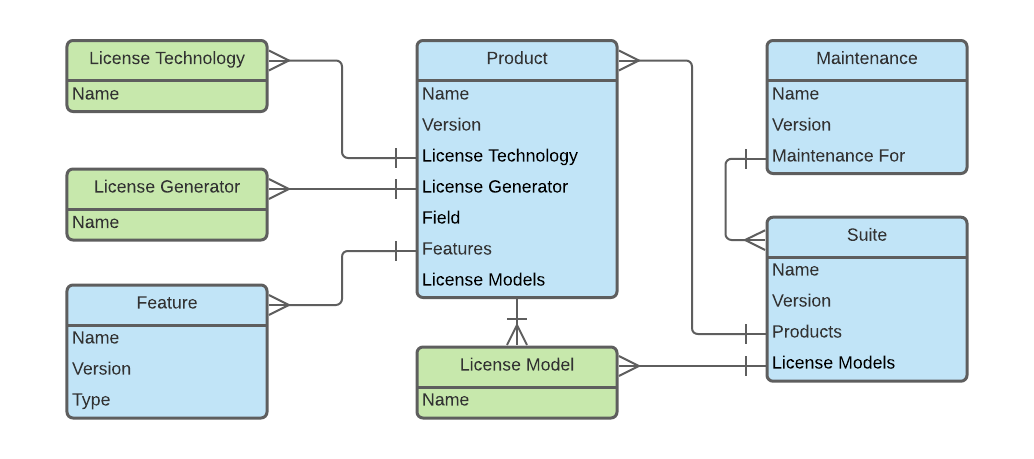 License Technology
Name
License Generator
Name
Feature
Name
Version
Type
Product
Name
Version
License Technology
License Generator
Field
Features
License Models
License Model
Name
Maintenance
Name
Version
Maintenance For
Suite
Name
Version
Products
License Models